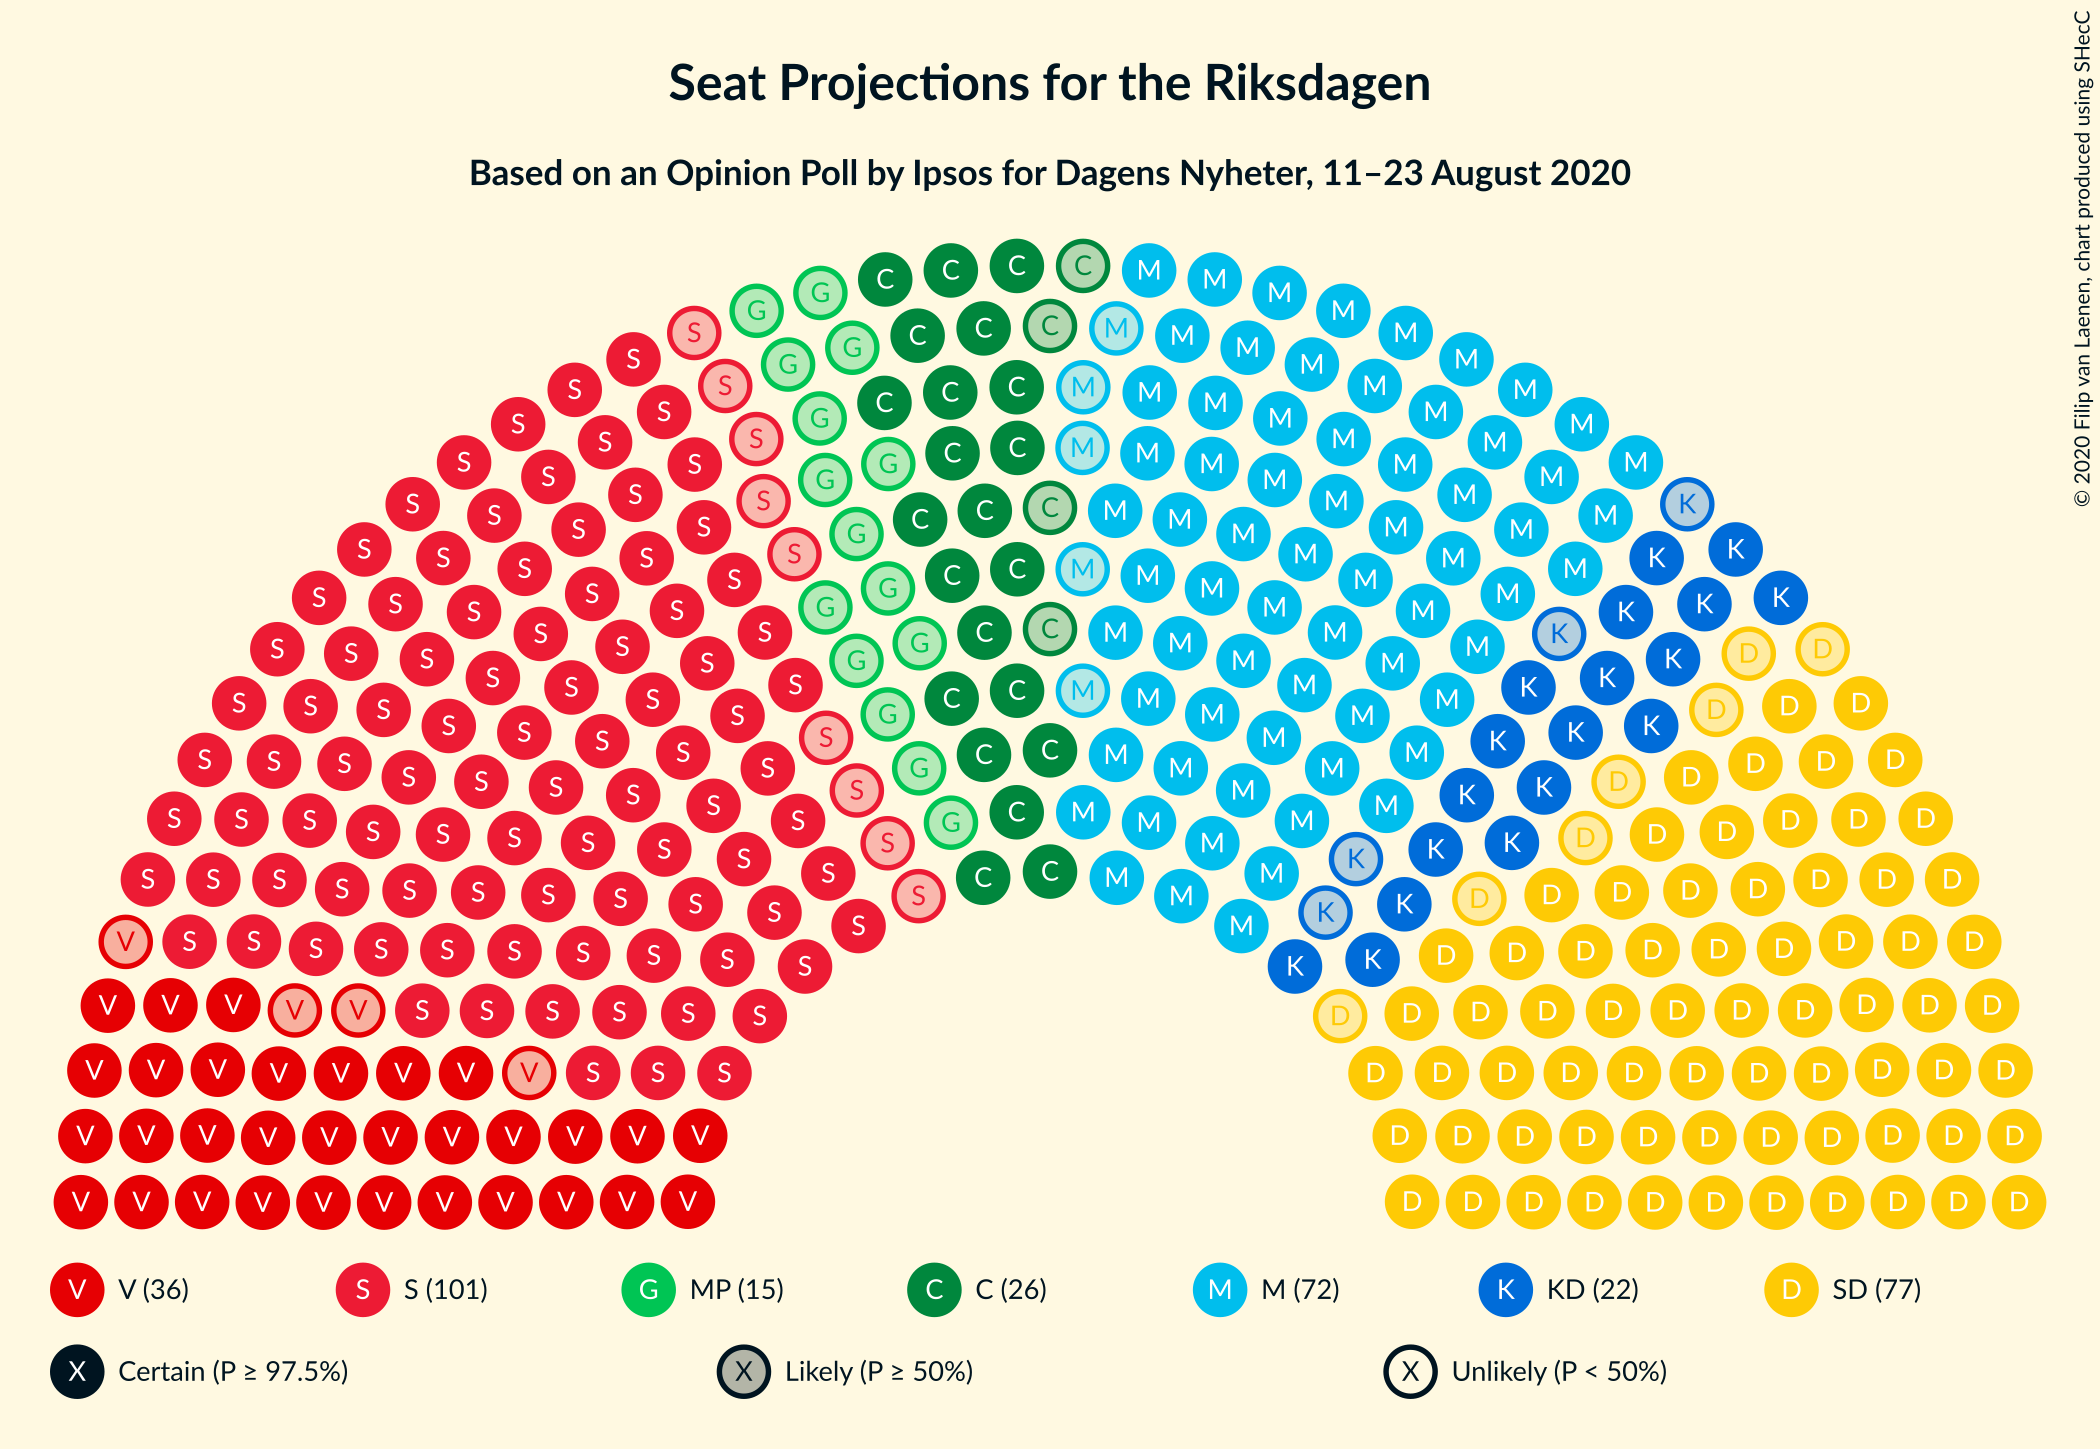 Seat Projections for the Riksdagen
Based on an Opinion Poll by Ipsos for Dagens Nyheter, 11–23 August 2020
© 2020 Filip van Laenen, chart produced using SHecC
V V (36) S S (101) G MP (15) C C (26) M M (72) K KD (22) D SD (77)
X Certain (P ≥ 97.5%) X Likely (P ≥ 50%) X Unlikely (P < 50%)